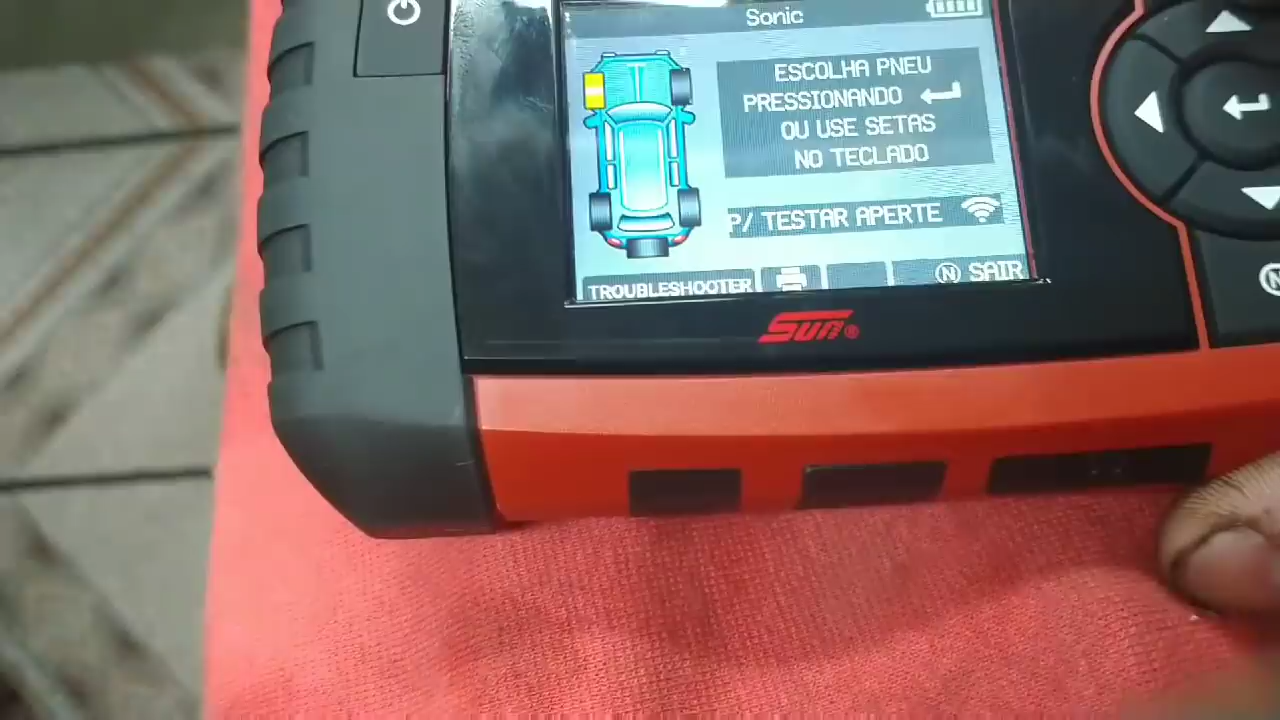 Sonic
ESCOLHA PNEU
PRESSIONANDO
OU USE SETAS
NO TECLADO
P/ TESTAR APERTE
TROUBLESHOOTER
N SAIR
Sun®
N